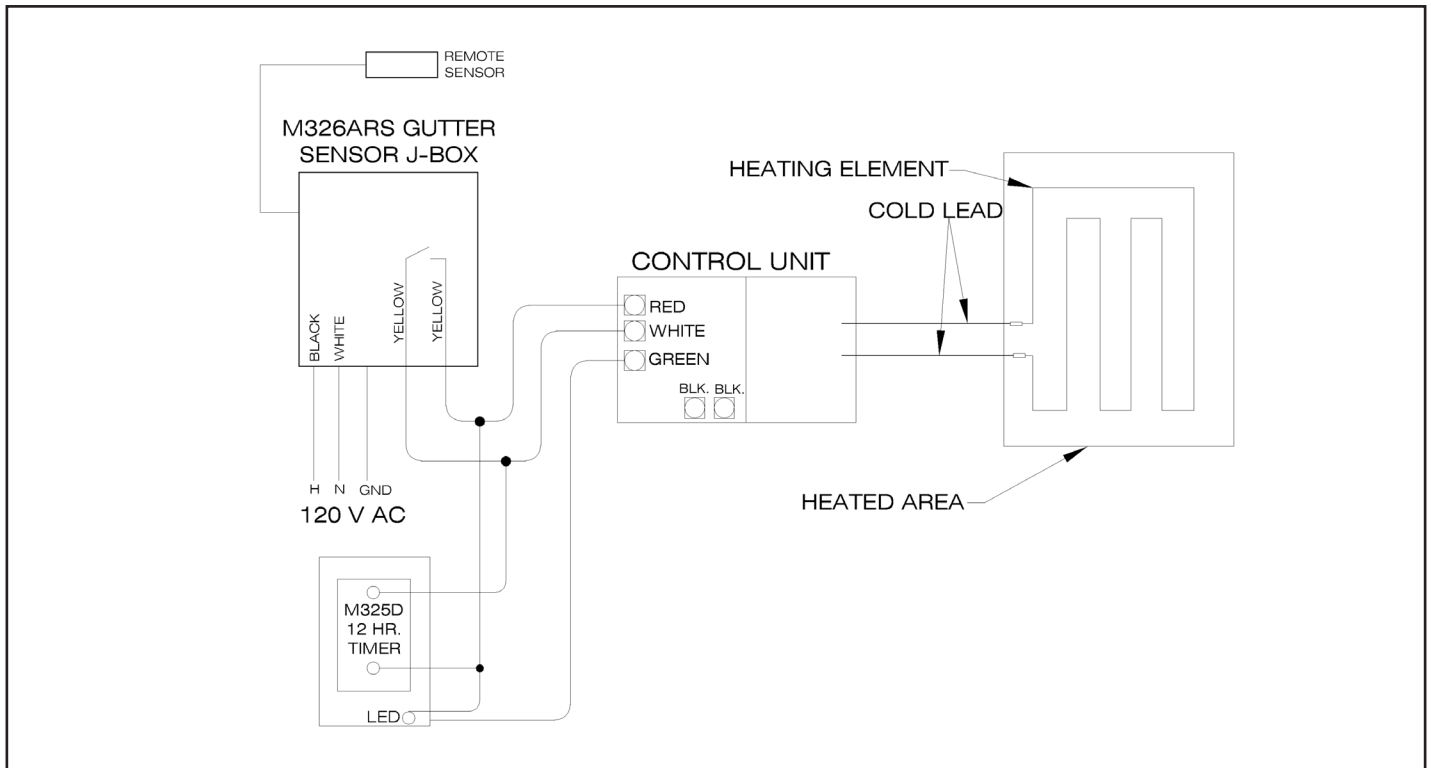 REMOTE
SENSOR
M326ARS GUTTER
SENSOR J-BOX
BLACK
WHITE
YELLOW
YELLOW
H N GND
120 V AC
M325D
12 HR.
TIMER
LED
CONTROL UNIT
RED
WHITE
GREEN
BLK. BLK.
HEATING ELEMENT
COLD LEAD
HEATED AREA